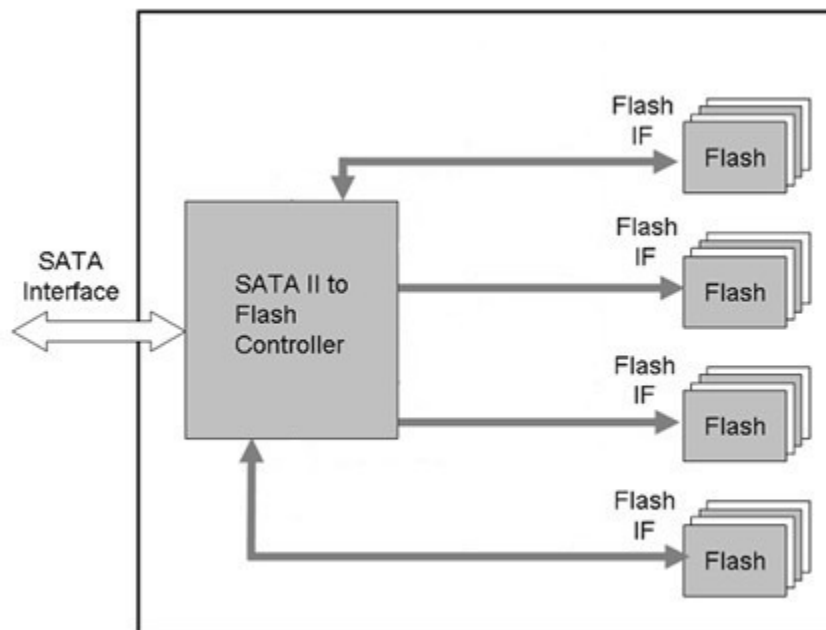 SATA
Interface
SATA II to
Flash
Controller
Flash
IF
Flash
Flash
IF
Flash
Flash
IF
Flash
Flash
IF
Flash